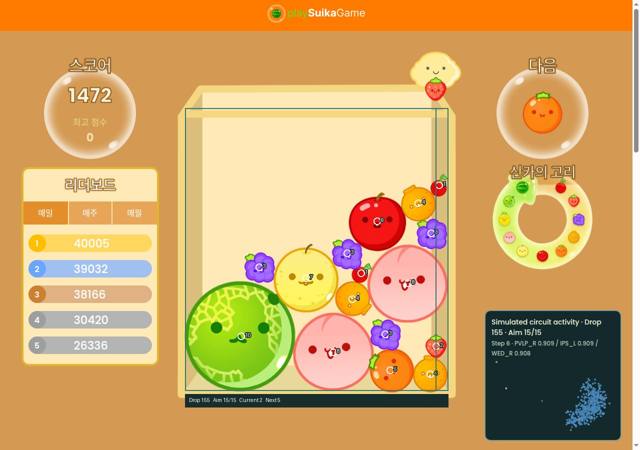 playSuikaGame
스코어
1472
최고 점수
0
리더보드
매일
매주
매월
1 40005
2 39032
3 38166
4 30420
5 26336
다음
산카의 고리
Simulated circuit activity · Drop
155 · Aim 15/15
Step 6 · PVLP_R 0.909 / IPS_L 0.909 /
WED_R 0.908
Drop 155 Aim 15/15 Current 2 Next 5